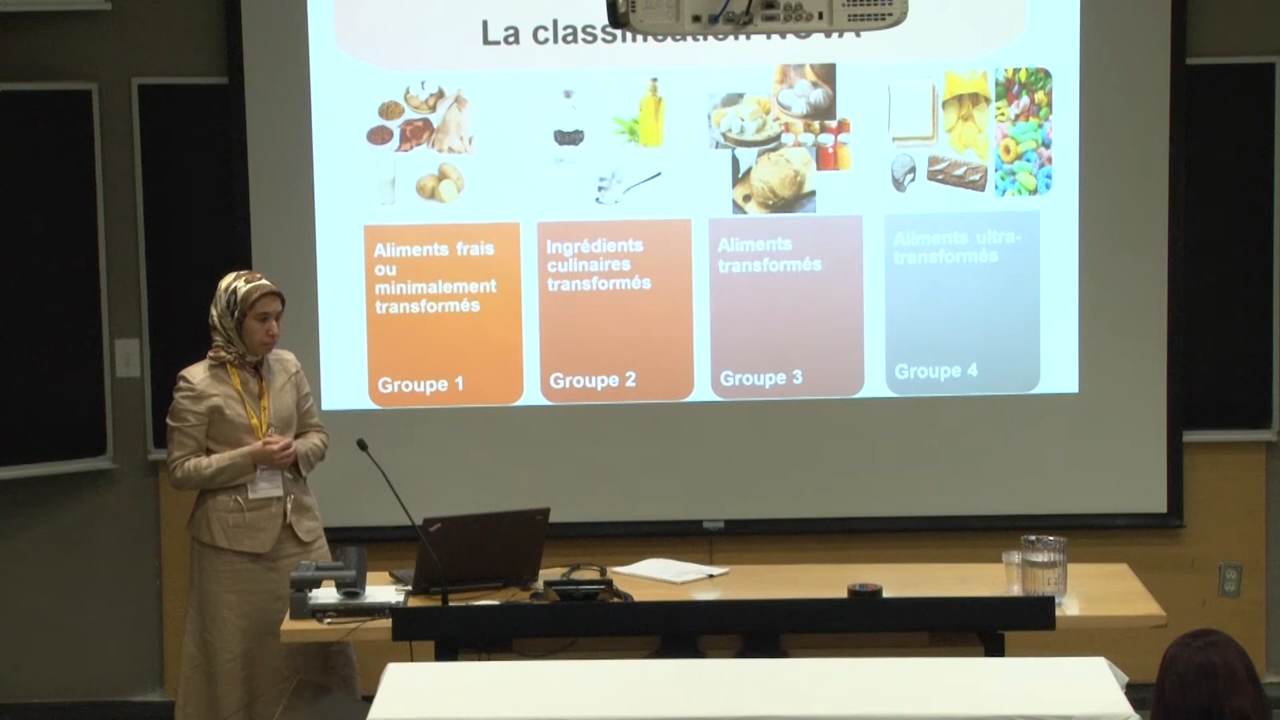 La classification NOVA
Aliments frais
ou
minimalement
transformés
Groupe 1
Ingrédients
culinaires
transformés
Groupe 2
Aliments
transformés
Groupe 3
Aliments ultra-
transformés
Groupe 4